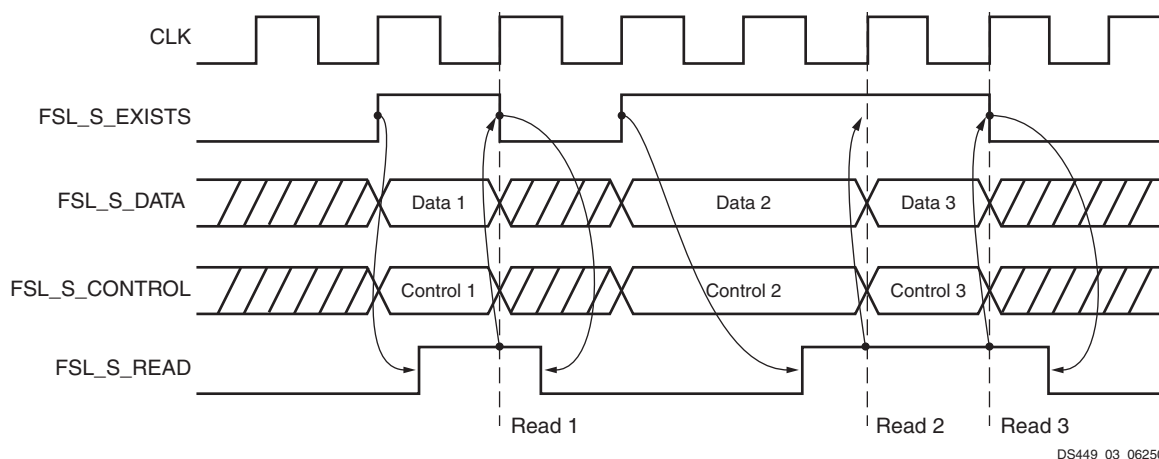 CLK
FSL_S_EXISTS
FSL_S_DATA
Data 1
Data 2
Data 3
FSL_S_CONTROL
Control 1
Control 2
Control 3
FSL_S_READ
Read 1
Read 2
Read 3